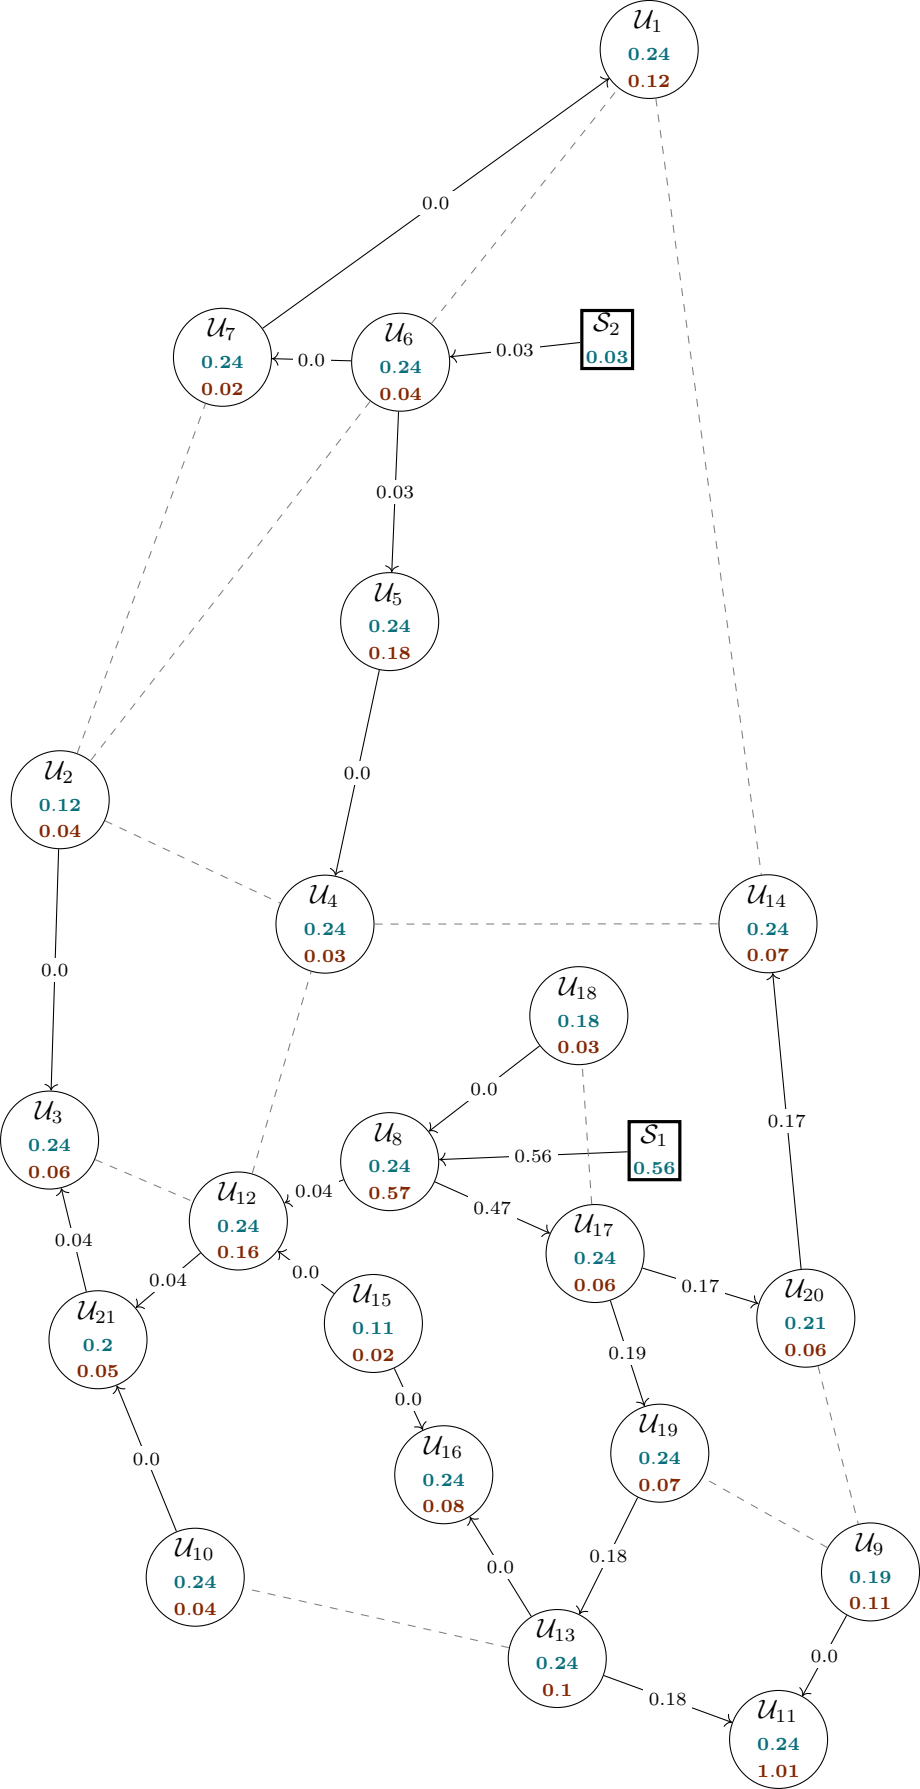 𝒰₁
0.24
0.12
0.0
𝒰₇
0.24
0.02
0.0
𝒰₆
0.24
0.04
0.03
𝒮₂
0.03
0.03
𝒰₅
0.24
0.18
0.0
𝒰₂
0.12
0.04
𝒰₄
0.24
0.03
𝒰₁₄
0.24
0.07
0.0
𝒰₁₈
0.18
0.03
0.0
0.17
𝒰₃
0.24
0.06
𝒰₈
0.24
0.57
0.56
𝒮₁
0.56
0.04
0.47
𝒰₁₂
0.24
0.16
𝒰₁₇
0.24
0.06
0.04
0.04
0.0
0.17
𝒰₂₁
0.2
0.05
𝒰₁₅
0.11
0.02
𝒰₂₀
0.21
0.06
0.19
0.0
0.0
𝒰₁₆
0.24
0.08
𝒰₁₉
0.24
0.07
𝒰₁₀
0.24
0.04
0.0
0.18
𝒰₉
0.19
0.11
𝒰₁₃
0.24
0.1
0.0
0.18
𝒰₁₁
0.24
1.01